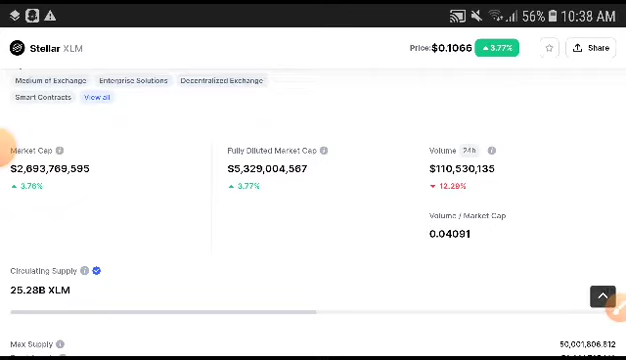 56% 10:38 AM
Stellar XLM
Price: $0.1066 ▲ 3.77% Share
Medium of Exchange Enterprise Solutions Decentralized Exchange
Smart Contracts View all
Market Cap Fully Diluted Market Cap Volume 24h
$2,693,769,595 $5,329,004,567 $110,530,135
▲ 3.76% ▲ 3.77% ▼ 12.29%
Volume / Market Cap
0.04091
Circulating Supply
25.28B XLM
Max Supply 50,001,806,812